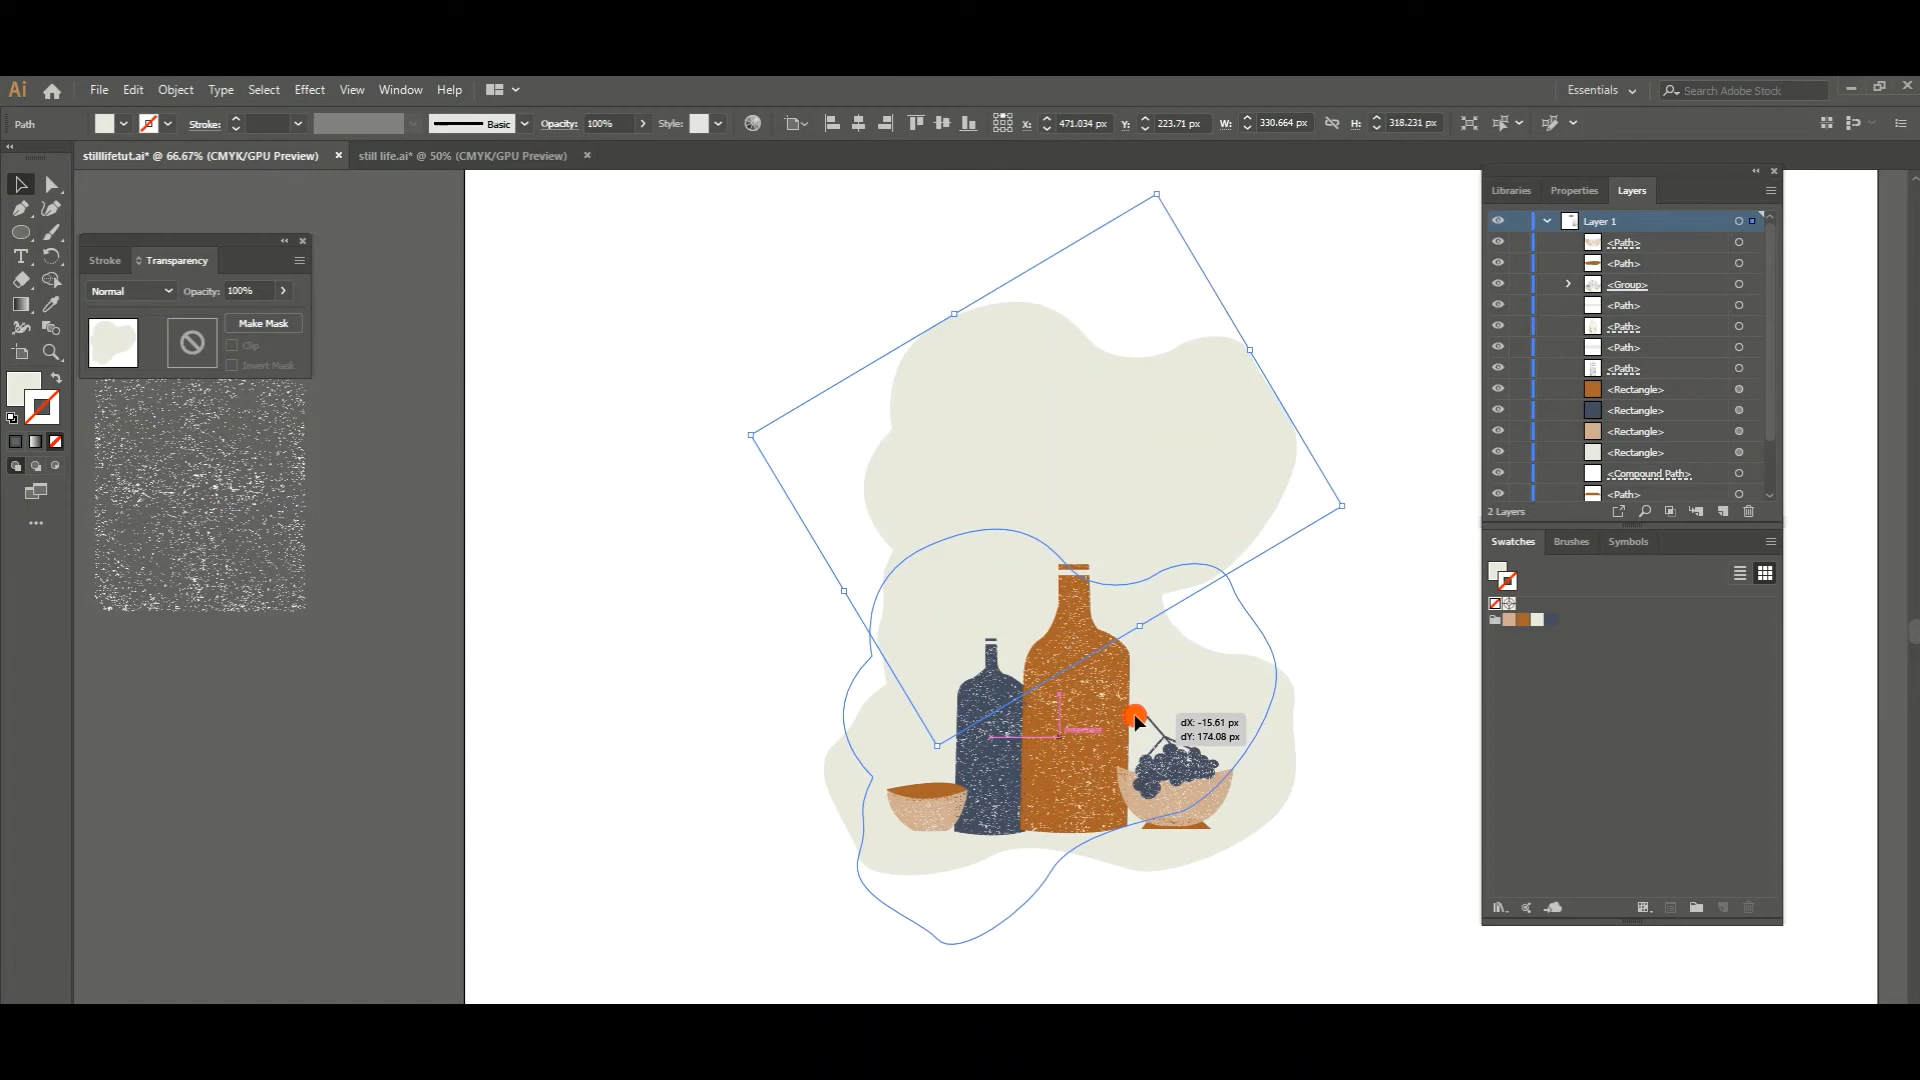 Ai
File Edit Object Type Select Effect View Window Help
Essentials
Search Adobe Stock
Path
Stroke:
Basic
Opacity: 100%
Style:
X: 471.034 px
Y: 223.71 px
W: 330.664 px
H: 318.231 px
stilllifetut.ai* @ 66.67% (CMYK/GPU Preview) ×
still life.ai* @ 50% (CMYK/GPU Preview) ×
Stroke Transparency
Normal
Opacity: 100%
Make Mask
Clip
Invert Mask
dX: -15.61 px
dY: 174.08 px
Libraries Properties Layers
Layer 1
<Path>
<Path>
<Group>
<Path>
<Path>
<Path>
<Path>
<Rectangle>
<Rectangle>
<Rectangle>
<Rectangle>
<Compound Path>
<Path>
2 Layers
Swatches Brushes Symbols